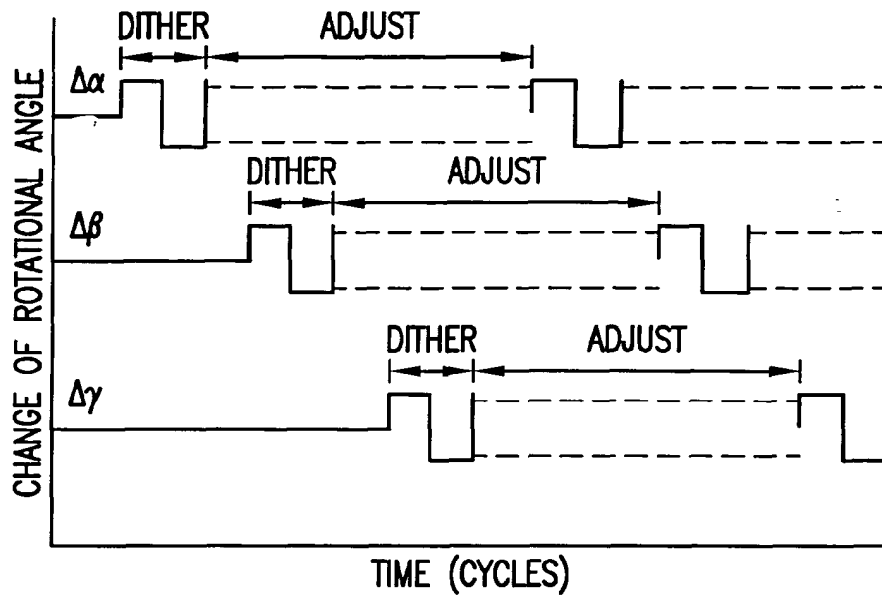 DITHER ADJUST
Δα
DITHER ADJUST
Δβ
DITHER ADJUST
Δγ
CHANGE OF ROTATIONAL ANGLE
TIME (CYCLES)